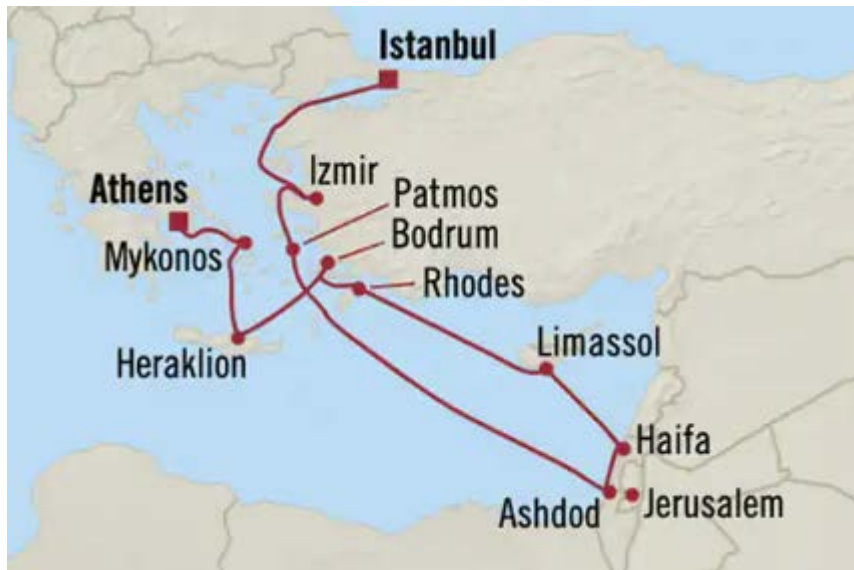 Istanbul
Izmir
Athens
Patmos
Bodrum
Mykonos
Rhodes
Limassol
Heraklion
Haifa
Jerusalem
Ashdod